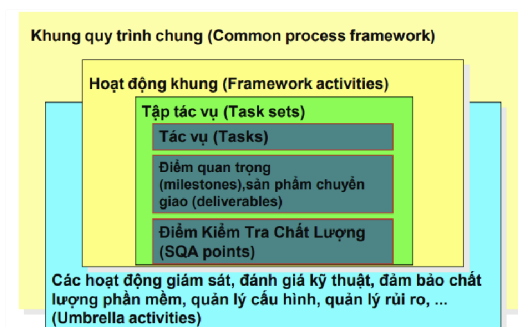 Khung quy trình chung (Common process framework)
Hoạt động khung (Framework activities)
Tập tác vụ (Task sets)
Tác vụ (Tasks)
Điểm quan trọng
(milestones),sản phẩm chuyển
giao (deliverables)
Điểm Kiểm Tra Chất Lượng
(SQA points)
Các hoạt động giám sát, đánh giá kỹ thuật, đảm bảo chất
lượng phần mềm, quản lý cấu hình, quản lý rủi ro, ...
(Umbrella activities)